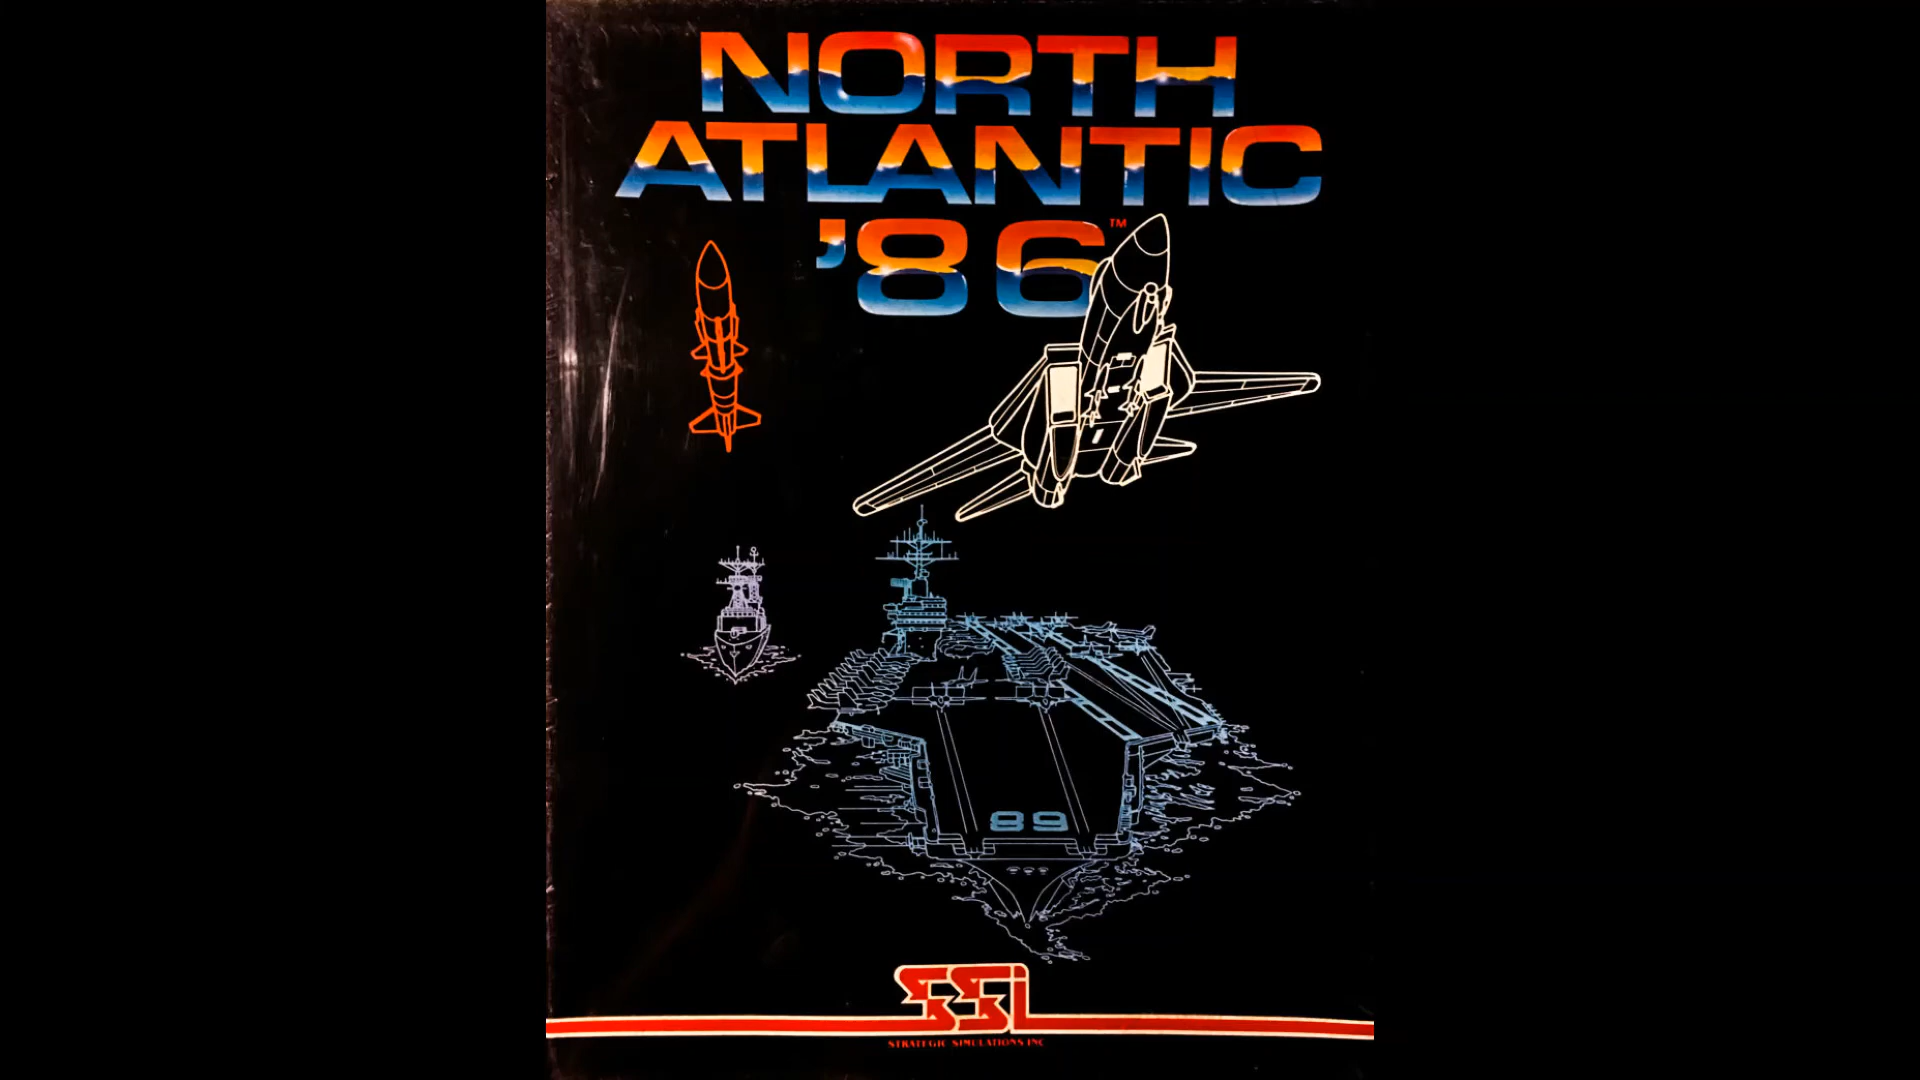 NORTH
ATLANTIC
'86™
89
SSi
STRATEGIC SIMULATIONS INC